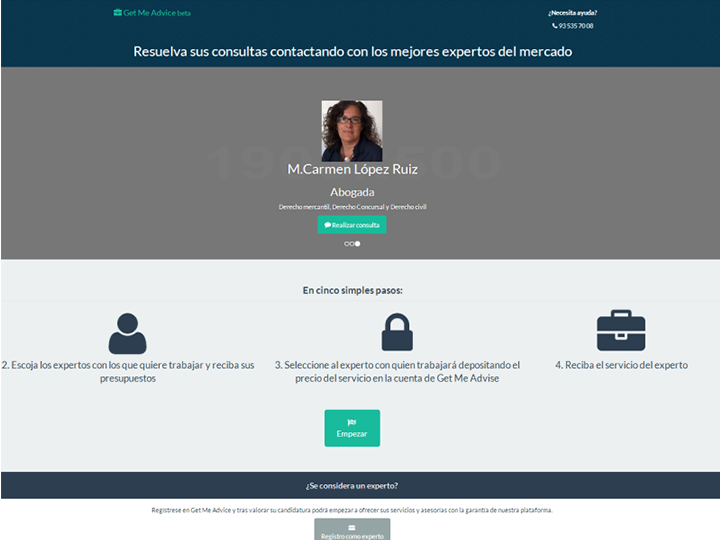 Get Me Advice beta
¿Necesita ayuda?
93 535 70 08
Resuelva sus consultas contactando con los mejores expertos del mercado
M.Carmen López Ruiz
Abogada
Derecho mercantil, Derecho Concursal y Derecho civil
Realizar consulta
En cinco simples pasos:
2. Escoja los expertos con los que quiere trabajar y reciba sus
presupuestos
3. Seleccione al experto con quien trabajará depositando el
precio del servicio en la cuenta de Get Me Advise
4. Reciba el servicio del experto
Empezar
¿Se considera un experto?
Regístrese en Get Me Advice y tras valorar su candidatura podrá empezar a ofrecer sus servicios y asesorías con la garantía de nuestra plataforma.
Registro como experto